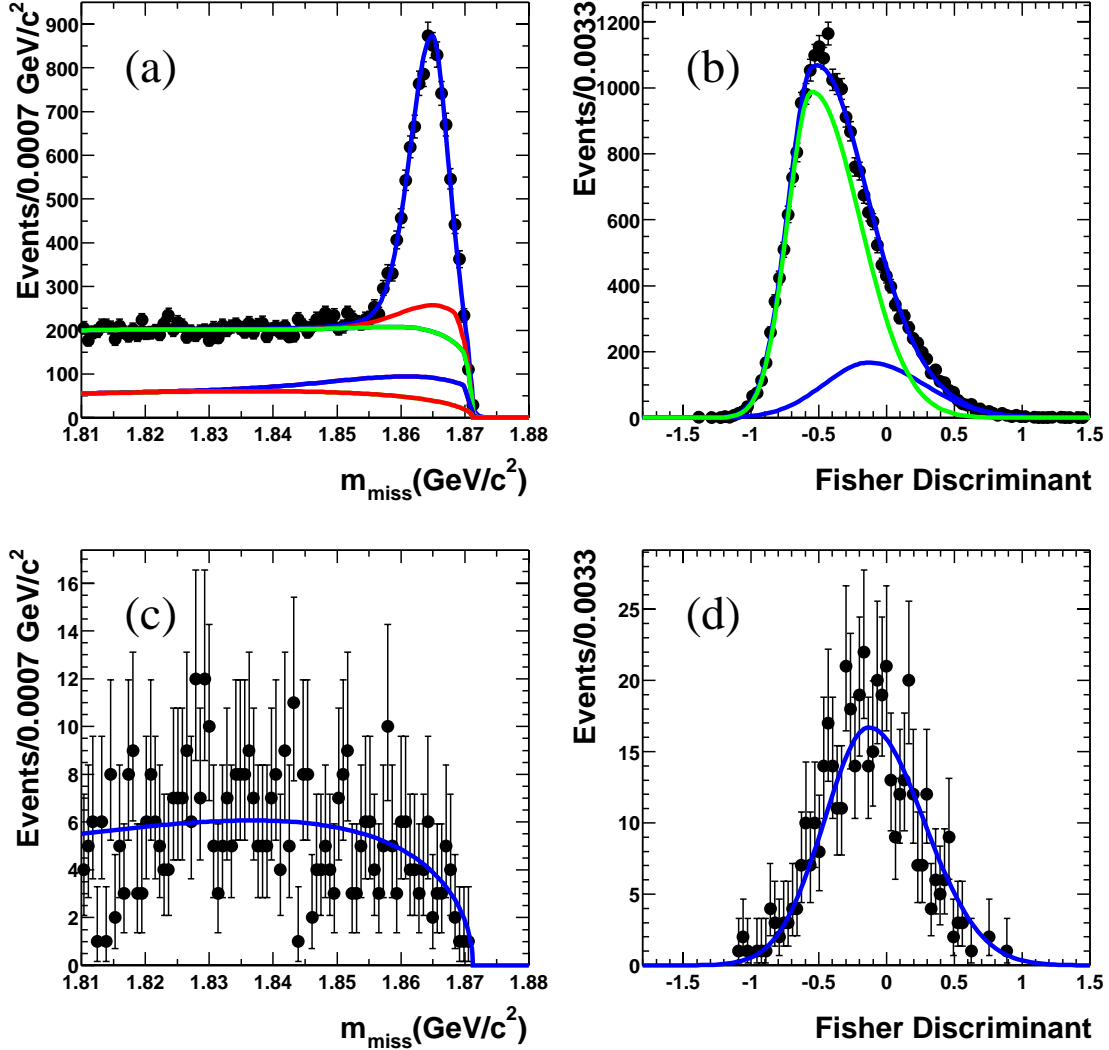 (a)
Events/0.0007 GeV/c²
900
800
700
600
500
400
300
200
100
0
1.81 1.82 1.83 1.84 1.85 1.86 1.87 1.88
m_miss(GeV/c²)
(b)
Events/0.0033
1200
1000
800
600
400
200
0
-1.5 -1 -0.5 0 0.5 1 1.5
Fisher Discriminant
(c)
Events/0.0007 GeV/c²
16
14
12
10
8
6
4
2
0
1.81 1.82 1.83 1.84 1.85 1.86 1.87 1.88
m_miss(GeV/c²)
(d)
Events/0.0033
25
20
15
10
5
0
-1.5 -1 -0.5 0 0.5 1 1.5
Fisher Discriminant